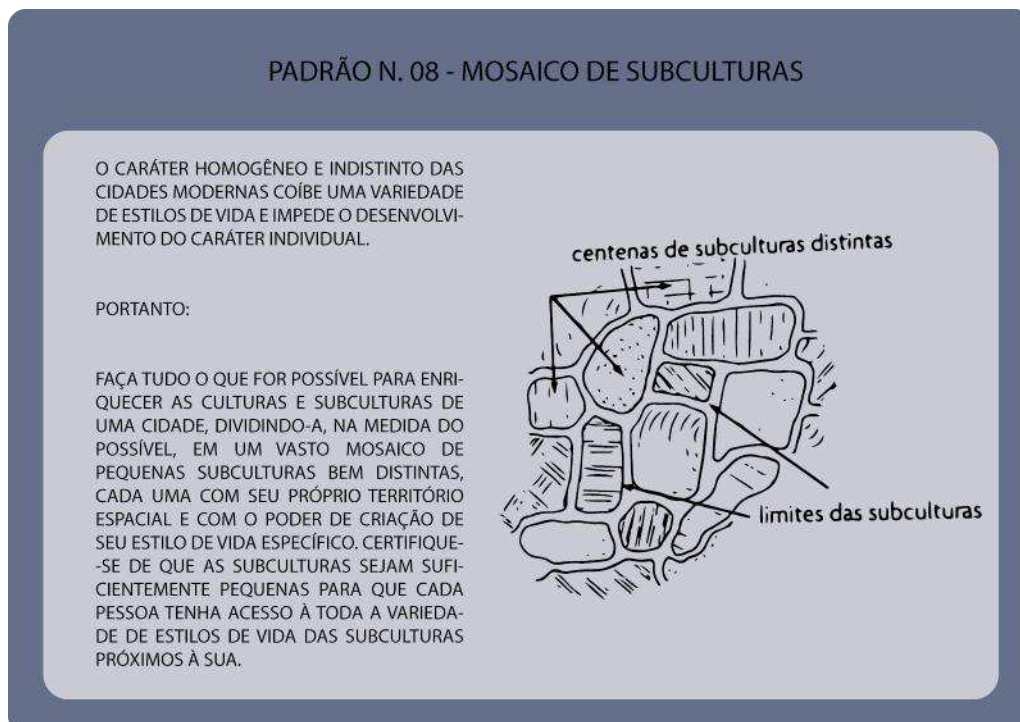 PADRÃO N. 08 - MOSAICO DE SUBCULTURAS
O CARÁTER HOMOGÊNEO E INDISTINTO DAS
CIDADES MODERNAS COÍBE UMA VARIEDADE
DE ESTILOS DE VIDA E IMPEDE O DESENVOLVI-
MENTO DO CARÁTER INDIVIDUAL.
PORTANTO:
FAÇA TUDO O QUE FOR POSSÍVEL PARA ENRI-
QUECER AS CULTURAS E SUBCULTURAS DE
UMA CIDADE, DIVIDINDO-A, NA MEDIDA DO
POSSÍVEL, EM UM VASTO MOSAICO DE
PEQUENAS SUBCULTURAS BEM DISTINTAS,
CADA UMA COM SEU PRÓPRIO TERRITÓRIO
ESPACIAL E COM O PODER DE CRIAÇÃO DE
SEU ESTILO DE VIDA ESPECÍFICO. CERTIFIQUE-
-SE DE QUE AS SUBCULTURAS SEJAM SUFI-
CIENTEMENTE PEQUENAS PARA QUE CADA
PESSOA TENHA ACESSO À TODA A VARIEDA-
DE DE ESTILOS DE VIDA DAS SUBCULTURAS
PRÓXIMOS À SUA.
centenas de subculturas distintas
limites das subculturas